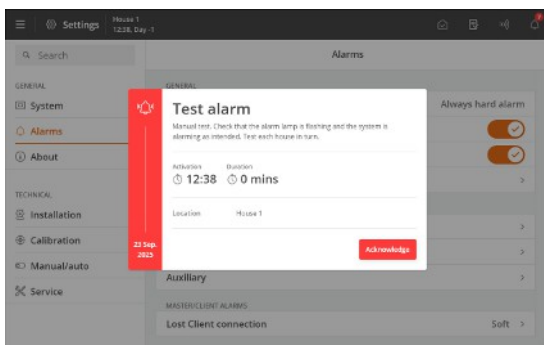 Settings
House 1
12:38, Day -1
Search
Alarms
GENERAL
System
Alarms
About
TECHNICAL
Installation
Calibration
Manual/auto
Service
GENERAL
Always hard alarm
Test alarm
Manual test. Check that the alarm lamp is flashing and the system is
alarming as intended. Test each house in turn.
Activation Duration
12:38 0 mins
Location House 1
23 Sep.
2025
Acknowledge
Auxiliary
MASTER/CLIENT ALARMS
Lost Client connection Soft